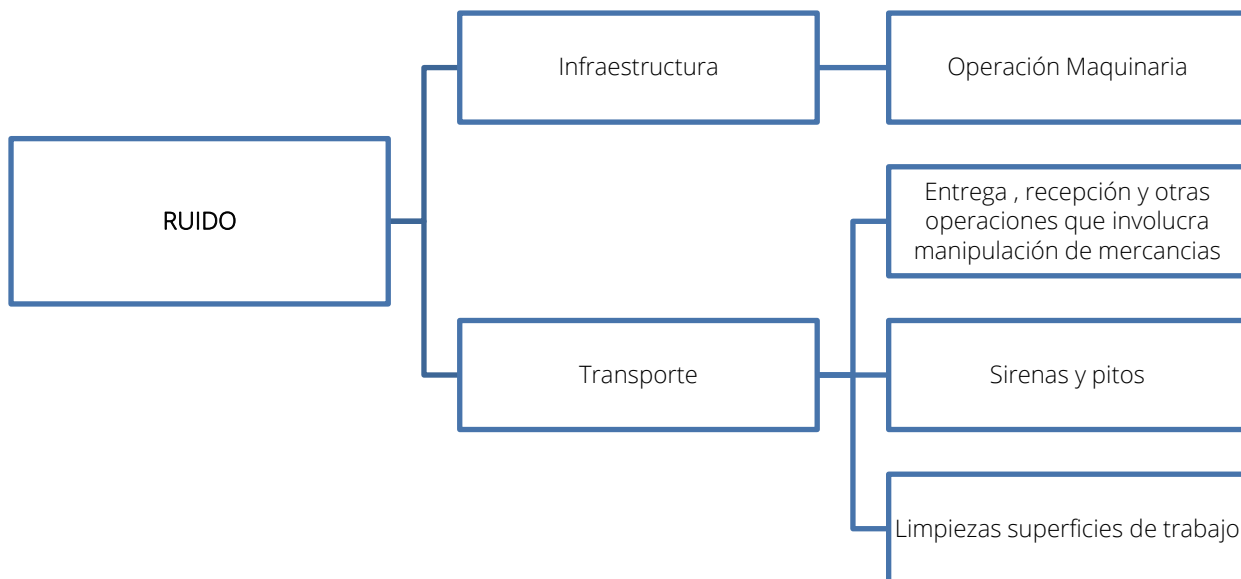 Infraestructura
Operación Maquinaria
RUIDO
Entrega , recepción y otras
operaciones que involucra
manipulación de mercancias
Transporte
Sirenas y pitos
Limpiezas superficies de trabajo